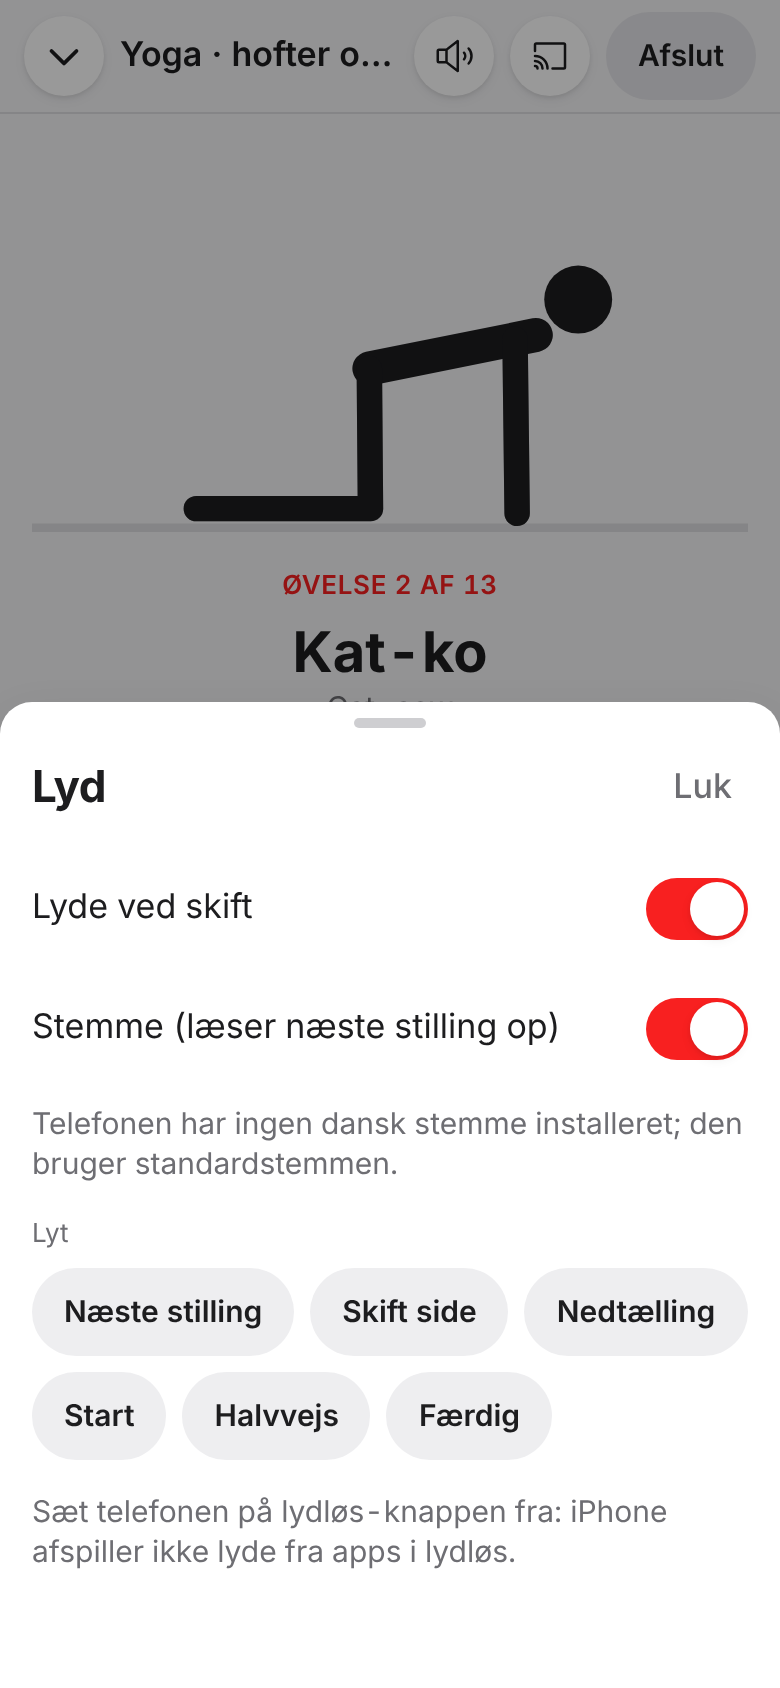 Yoga · hofter o...
Afslut
ØVELSE 2 AF 13
Kat-ko
Lyd
Luk
Lyde ved skift
Stemme (læser næste stilling op)
Telefonen har ingen dansk stemme installeret; den
bruger standardstemmen.
Lyt
Næste stilling
Skift side
Nedtælling
Start
Halvvejs
Færdig
Sæt telefonen på lydløs-knappen fra: iPhone
afspiller ikke lyde fra apps i lydløs.